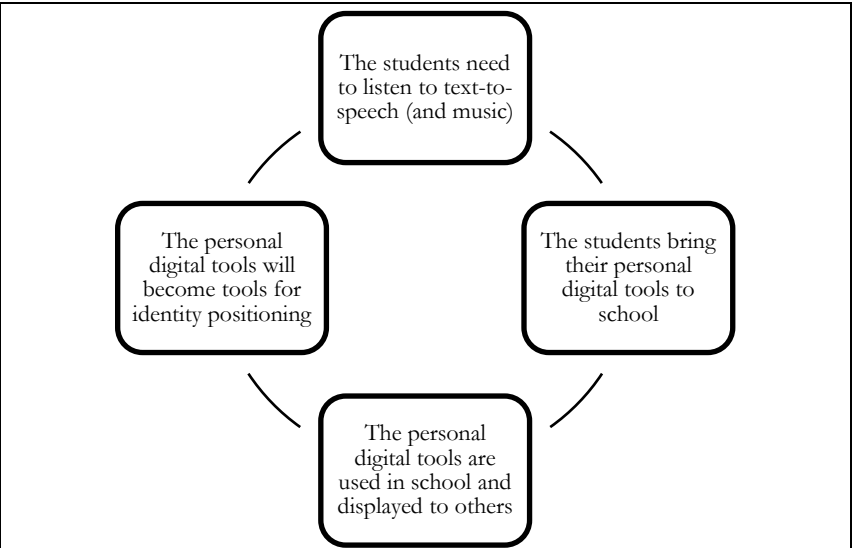 The students need
to listen to text-to-
speech (and music)
The students bring
their personal
digital tools to
school
The personal
digital tools are
used in school and
displayed to others
The personal
digital tools will
become tools for
identity positioning